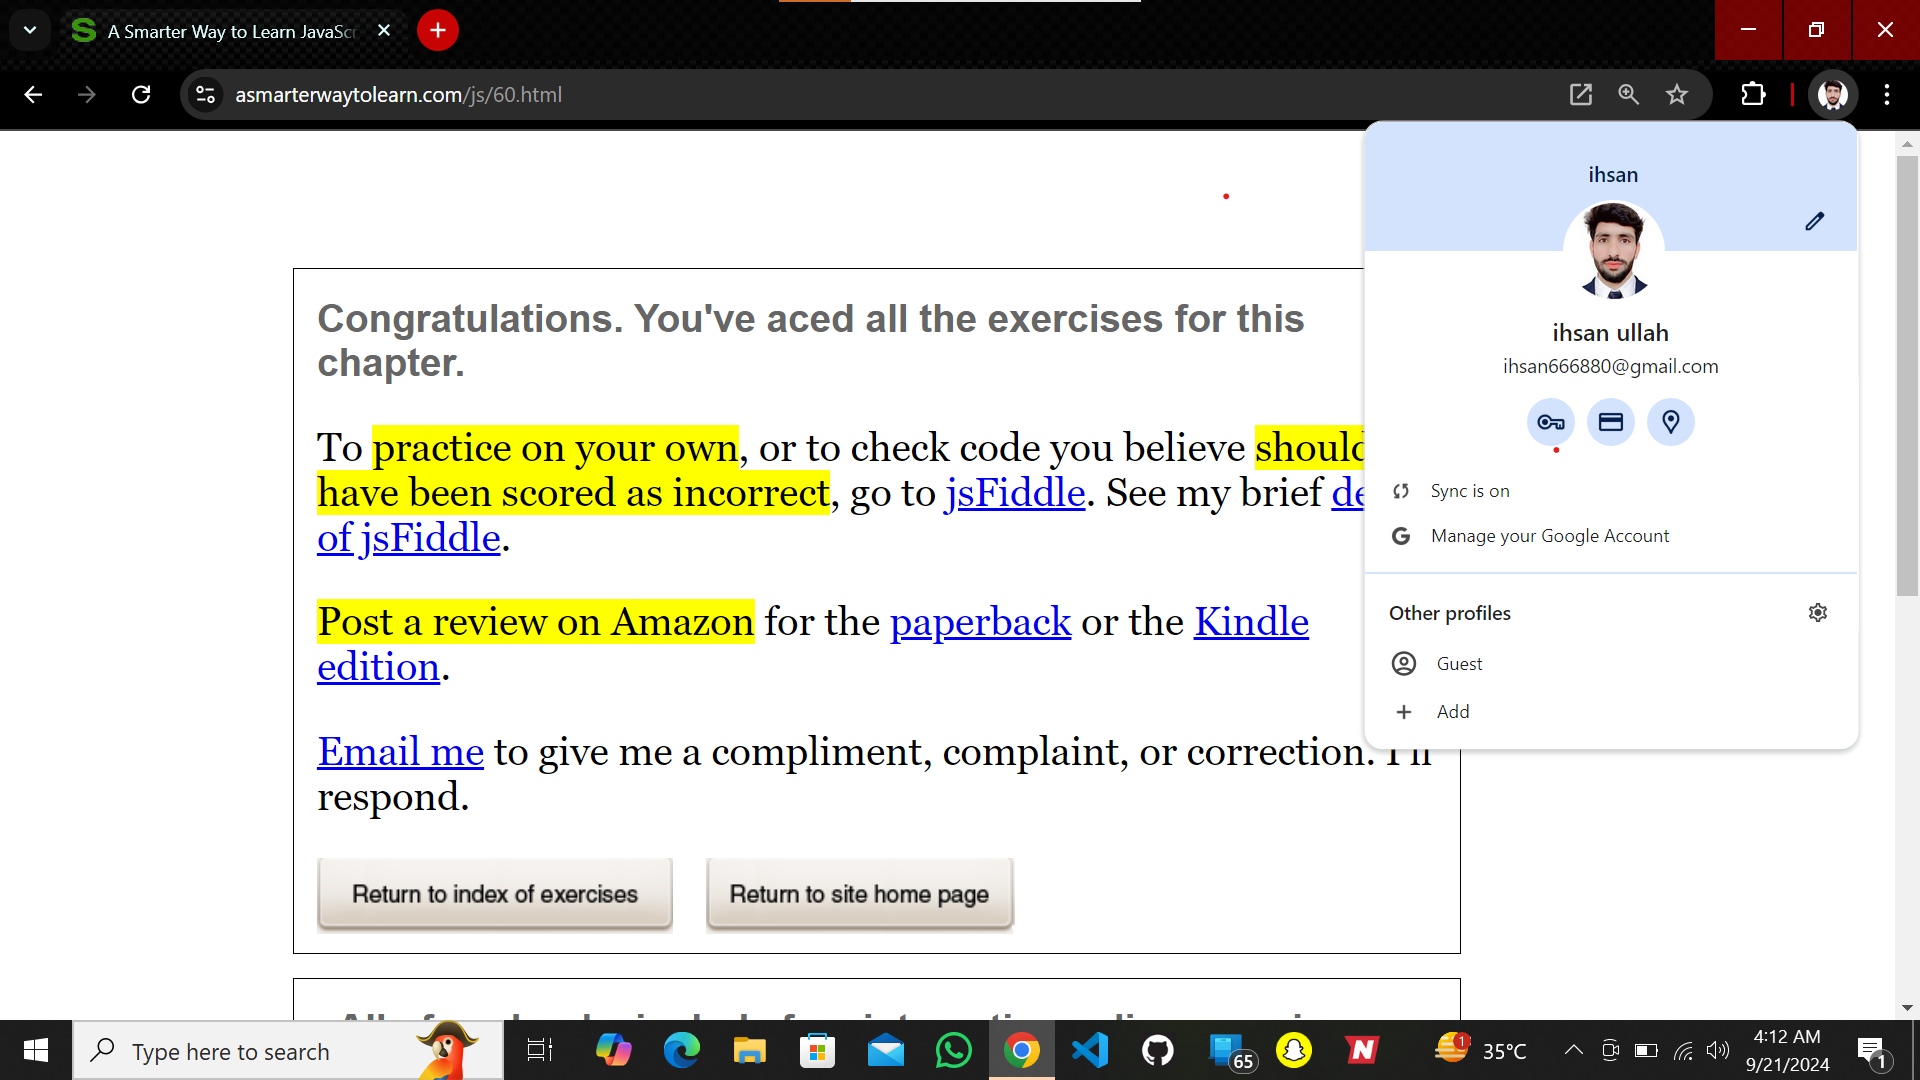 A Smarter Way to Learn JavaScr
asmarterwaytolearn.com/js/60.html
ihsan
ihsan ullah
ihsan666880@gmail.com
Sync is on
Manage your Google Account
Other profiles
Guest
Add
Congratulations. You've aced all the exercises for this
chapter.
To practice on your own, or to check code you believe should
have been scored as incorrect, go to jsFiddle. See my brief de
of jsFiddle.
Post a review on Amazon for the paperback or the Kindle
edition.
Email me to give me a compliment, complaint, or correction. I'll
respond.
Return to index of exercises
Return to site home page
Type here to search
65
1
35°C
4:12 AM
9/21/2024
1